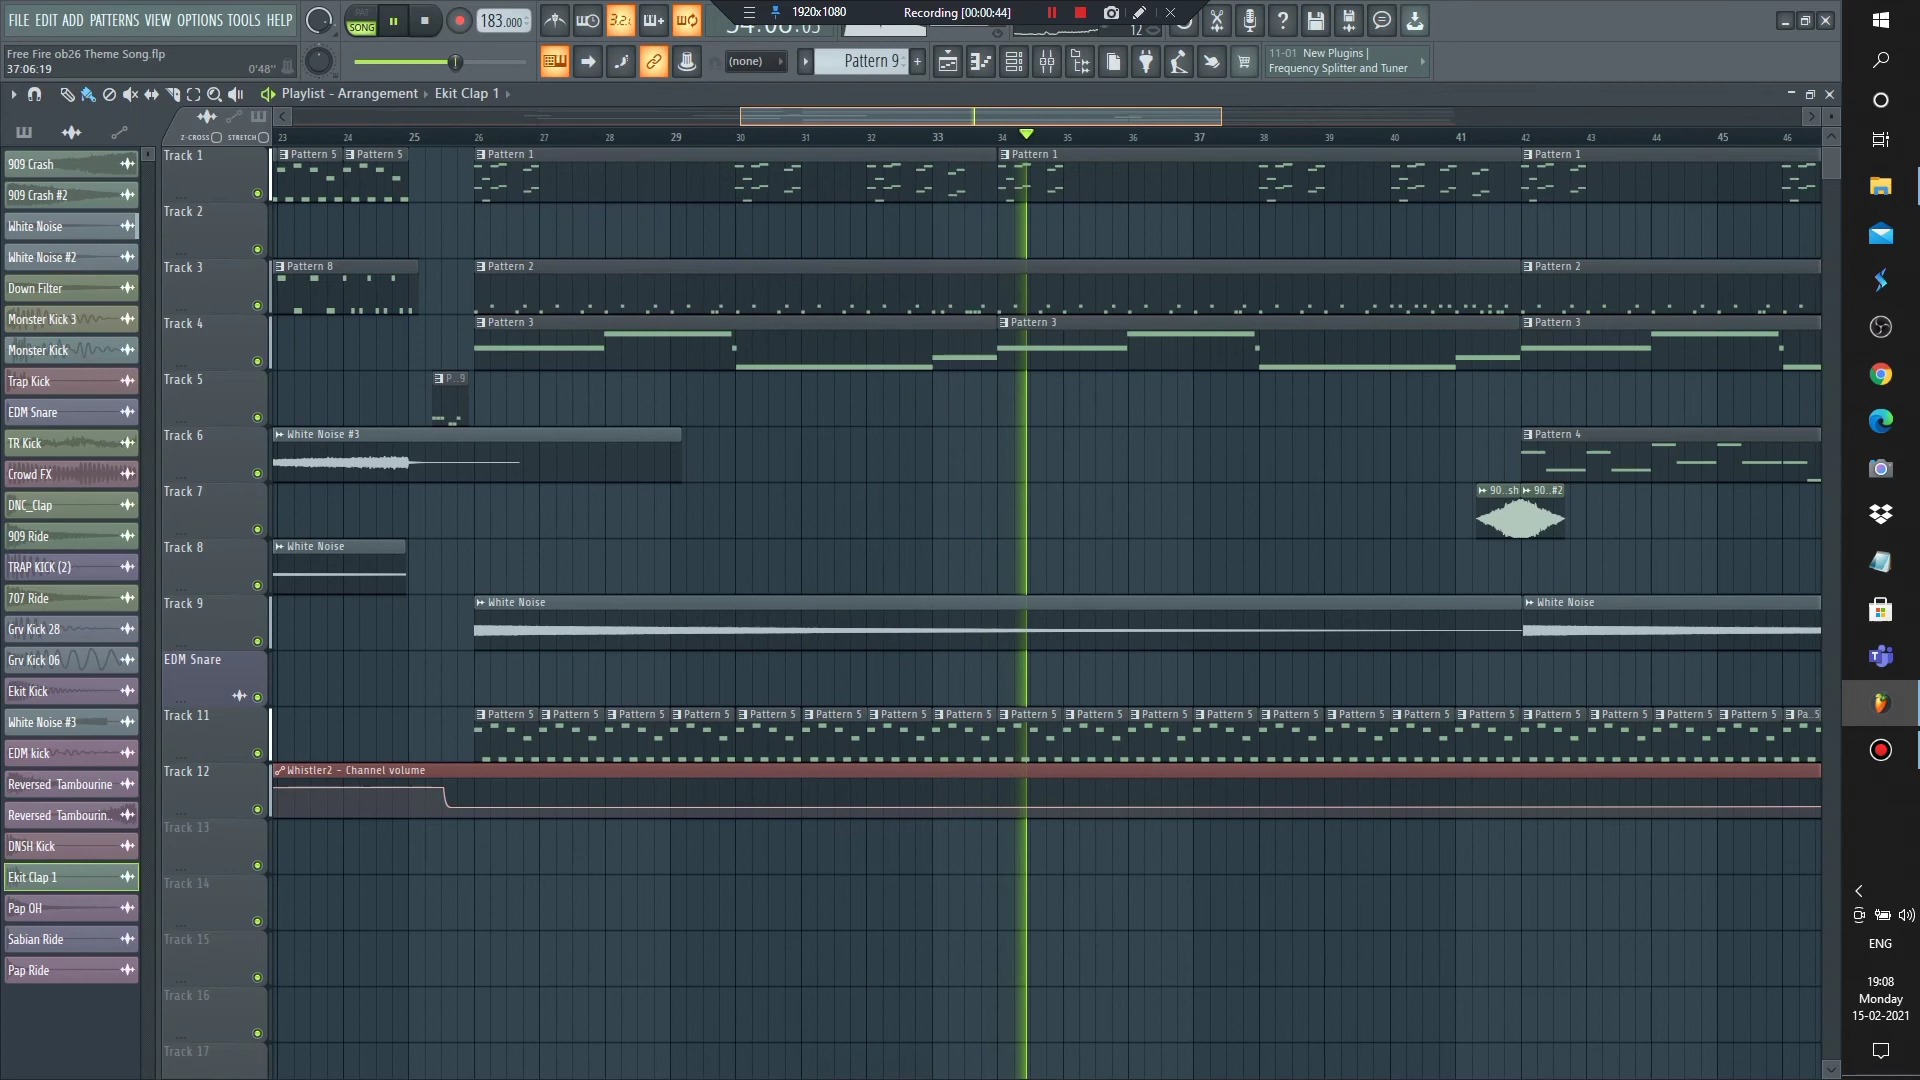 FILE EDIT ADD PATTERNS VIEW OPTIONS TOOLS HELP
PAT
SONG
183.000
3.2.
1920x1080
Recording [00:00:44]
12
Free Fire ob26 Theme Song.flp
37:06:19
0'48"
(none)
Pattern 9
11-01 New Plugins |
Frequency Splitter and Tuner
Playlist - Arrangement
Ekit Clap 1
Z-CROSS
STRETCH
23 24 25 26 27 28 29 30 31 32 33 34 35 36 37 38 39 40 41 42 43 44 45 46
909 Crash
909 Crash #2
White Noise
White Noise #2
Down Filter
Monster Kick 3
Monster Kick
Trap Kick
EDM Snare
TR Kick
Crowd FX
DNC_Clap
909 Ride
TRAP KICK (2)
707 Ride
Grv Kick 28
Grv Kick 06
Ekit Kick
White Noise #3
EDM kick
Reversed Tambourine
Reversed Tambourin..
DNSH Kick
Ekit Clap 1
Pap OH
Sabian Ride
Pap Ride
Track 1
Pattern 5 Pattern 5 Pattern 1 Pattern 1 Pattern 1
Track 2
Track 3
Pattern 8 Pattern 2 Pattern 2
Track 4
Pattern 3 Pattern 3 Pattern 3
Track 5
P..9
Track 6
White Noise #3 Pattern 4
Track 7
90..sh 90..#2
Track 8
White Noise
Track 9
White Noise White Noise
EDM Snare
Track 11
Pattern 5 Pattern 5 Pattern 5 Pattern 5 Pattern 5 Pattern 5 Pattern 5 Pattern 5 Pattern 5 Pattern 5 Pattern 5 Pattern 5 Pattern 5 Pattern 5 Pattern 5 Pattern 5 Pattern 5 Pattern 5 Pattern 5 Pattern 5 Pa..5
Track 12
Whistler2 - Channel volume
Track 13
Track 14
Track 15
Track 16
Track 17
ENG
19:08
Monday
15-02-2021